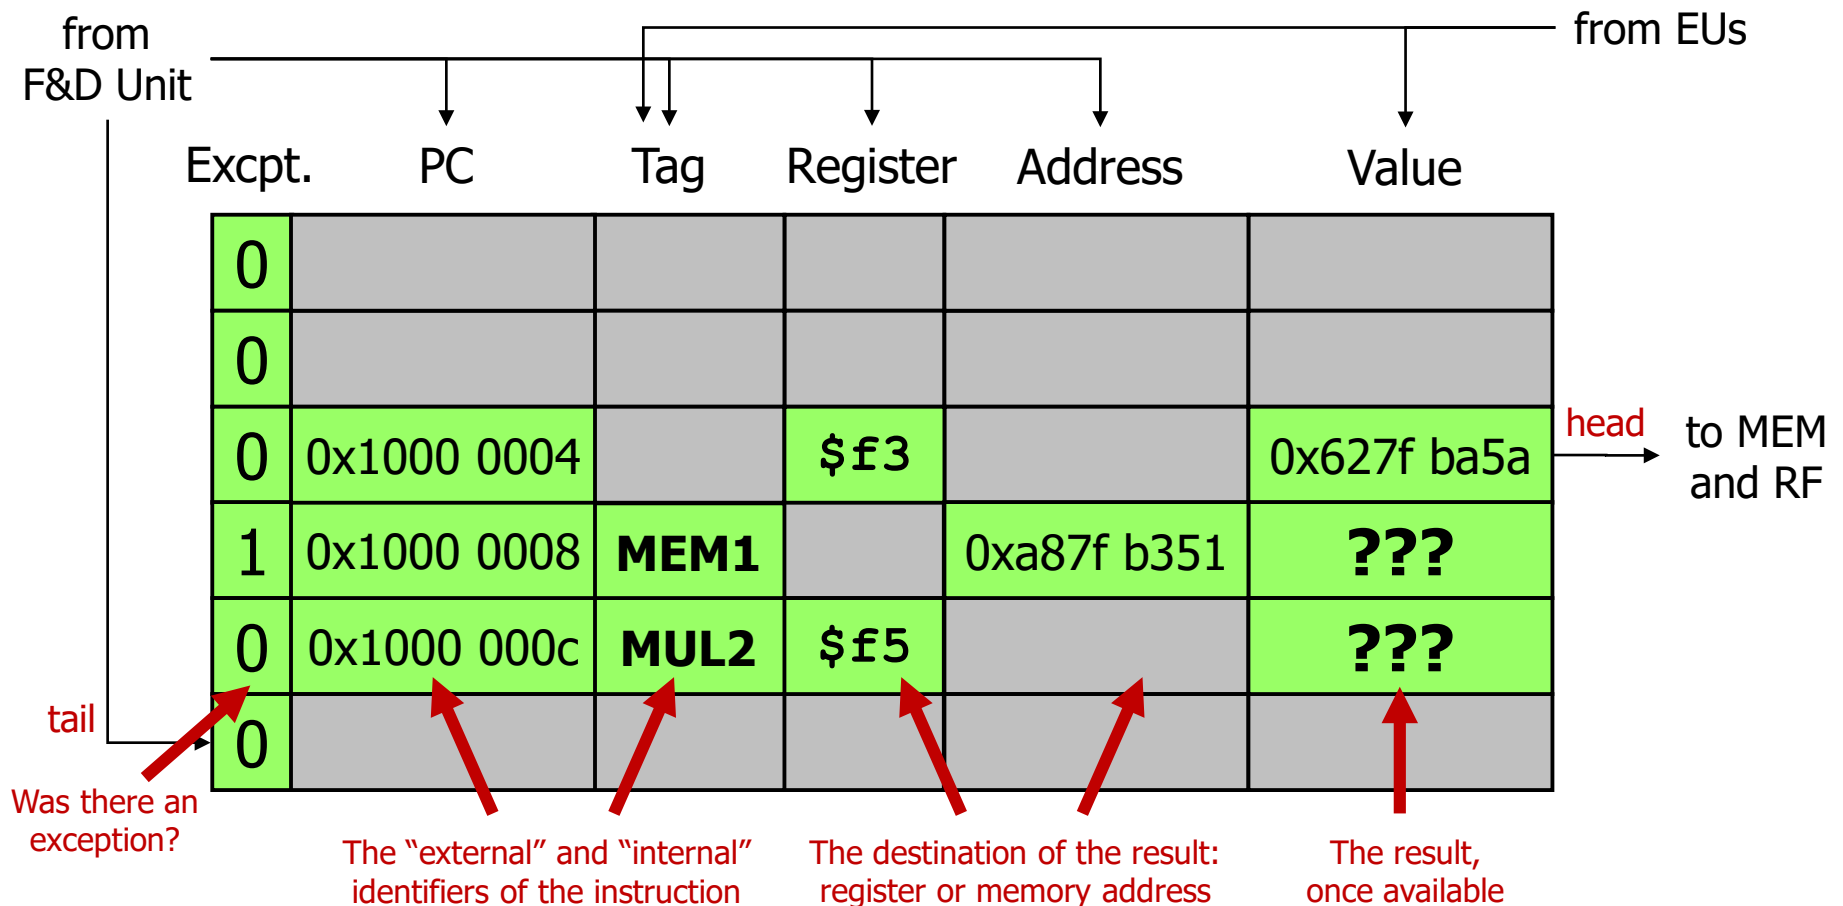 from
F&D Unit
from EUs
Excpt. PC Tag Register Address Value
0
0
0 0x1000 0004 $f3 0x627f ba5a
head
to MEM
and RF
1 0x1000 0008 MEM1 0xa87f b351 ???
0 0x1000 000c MUL2 $f5 ???
tail
0
Was there an
exception?
The “external” and “internal”
identifiers of the instruction
The destination of the result:
register or memory address
The result,
once available